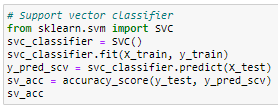 # Support vector classifier
from sklearn.svm import SVC
svc_classifier = SVC()
svc_classifier.fit(X_train, y_train)
y_pred_scv = svc_classifier.predict(X_test)
sv_acc = accuracy_score(y_test, y_pred_scv)
sv_acc